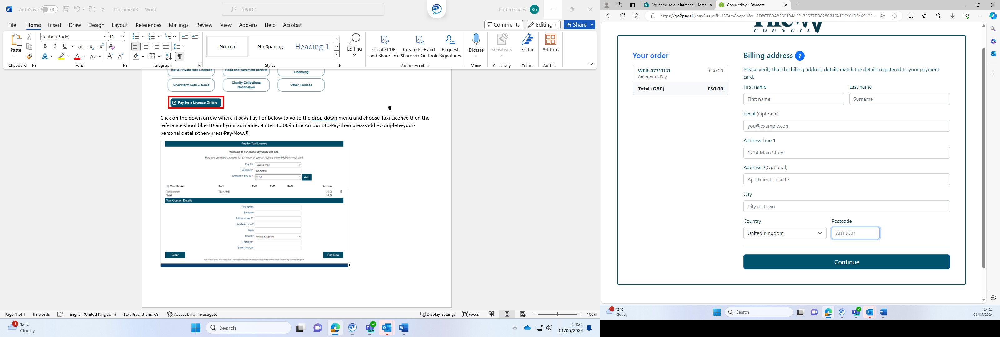 AutoSave Off Document3 - Word Search Karen Gainey KG
File Home Insert Draw Design Layout References Mailings Review View Add-ins Help Acrobat Comments Editing Share
Paste
Clipboard
Calibri (Body) 11
Font
Paragraph
Normal No Spacing Heading 1
Styles
Editing
Create PDF and Share link
Create PDF and Share via Outlook
Request Signatures
Adobe Acrobat
Dictate
Voice
Sensitivity
Sensitivity
Editor
Editor
Add-ins
Add-ins
Taxi & Private Hire Licences Road and pavement permits Licensing
Short-term Lets Licence Charity Collections Notification Other licences
Pay for a Licence Online
¶
Click·on·the·down·arrow·where·it·says·Pay·For·below·to·go·to·the·drop·down·menu·and·choose·Taxi·Licence·then·the·
reference·should·be·TD·and·your·surname.··Enter·30.00·in·the·Amount·to·Pay·then·press·Add.··Complete·your·
personal·details·then·press·Pay·Now.¶
Pay for Taxi Licence
Welcome to our online payments web site.
Here you can make payments for a number of services using a current debit or credit card.
Pay For Taxi Licence
Reference* TD-NAME
Amount to Pay (£)* 30.00 Add
Your Basket Ref1 Ref2 Ref3 Ref4 Amount
Taxi Licence TD-NAME 30.00
Total 30.00
Your Contact Details
First Name
Surname
Address Line 1*
Address Line 2
Town
Country United Kingdom
Postcode*
Email Address
Clear Pay Now
¶
Page 1 of 1 98 words English (United Kingdom) Text Predictions: On Accessibility: Investigate Display Settings Focus 100%
1 12°C
Cloudy
Search
NEW
14:21
01/05/2024
Welcome to our intranet - Home ConnectPay :: Payment
https://go2pay.uk/pay2.aspx?k=i37em8oqmU&r=2D8CEB0A82601044CF136537D38288B4FA1DF40492469196...
COUNCIL
Your order
WEB-07313131 £30.00
Amount to Pay
Total (GBP) £30.00
Billing address ?
Please verify that the billing address details match the details registered to your payment
card.
First name Last name
First name Surname
Email (Optional)
you@example.com
Address Line 1
1234 Main Street
Address 2(Optional)
Apartment or suite
City
City or Town
Country Postcode
United Kingdom AB1 2CD
Continue
1 12°C
Cloudy
Search
NEW
14:21
01/05/2024